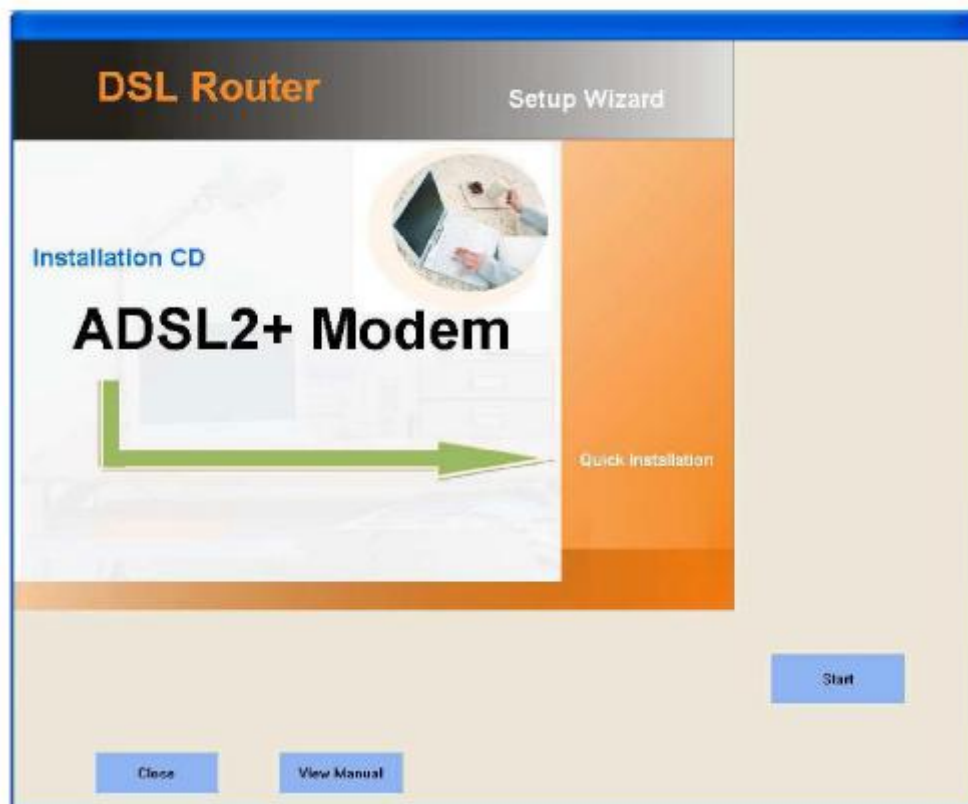 DSL Router
Setup Wizard
Installation CD
ADSL2+ Modem
Quick Installation
Start
Close
View Manual